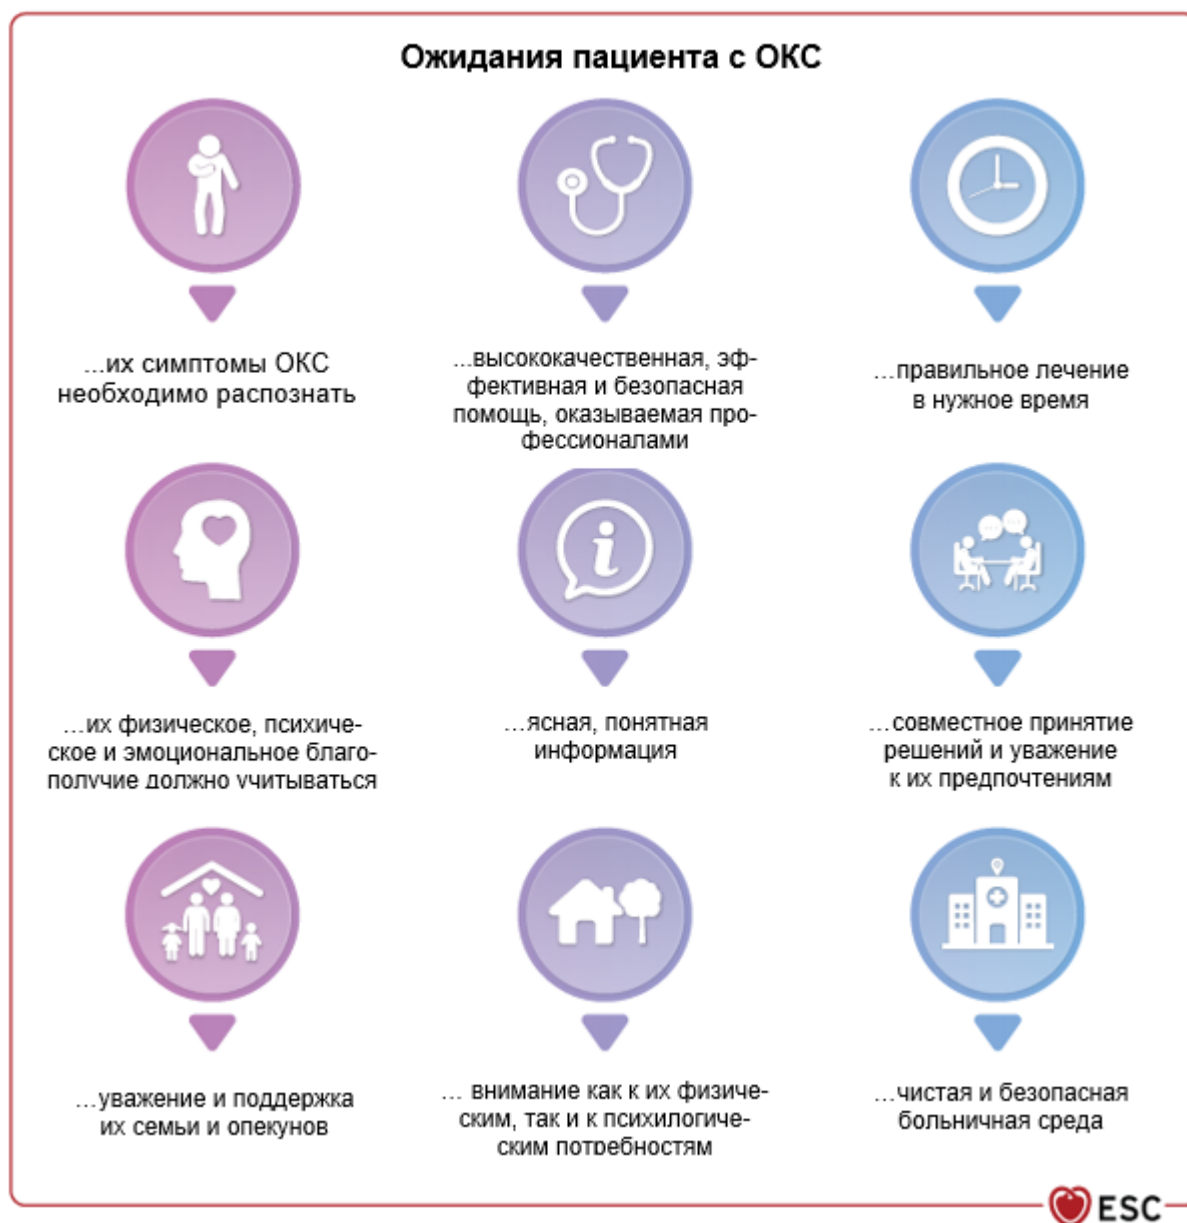 Ожидания пациента с ОКС
...их симптомы ОКС
необходимо распознать
...высококачественная, эф-
фективная и безопасная
помощь, оказываемая про-
фессионалами
...правильное лечение
в нужное время
...их физическое, психиче-
ское и эмоциональное благо-
получие должно учитываться
...ясная, понятная
информация
...совместное принятие
решений и уважение
к их предпочтениям
...уважение и поддержка
их семьи и опекунов
... внимание как к их физиче-
ским, так и к психилогиче-
ским потребностям
...чистая и безопасная
больничная среда
ESC